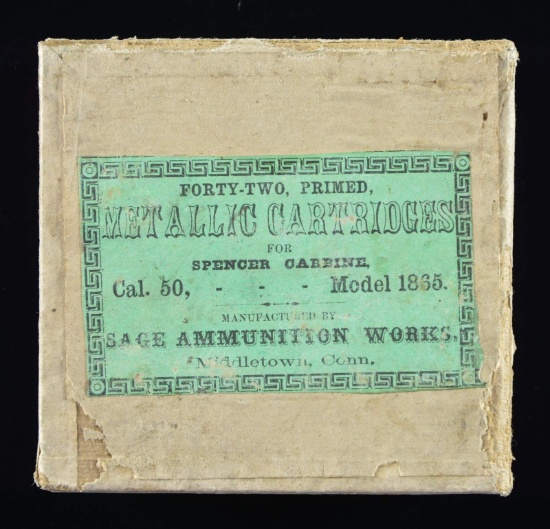 FORTY-TWO, PRIMED,
METALLIC CARTRIDGES
FOR
SPENCER CARBINE,
Cal. 50, - - - Model 1865.
MANUFACTURED BY
SAGE AMMUNITION WORKS,
Middletown, Conn.